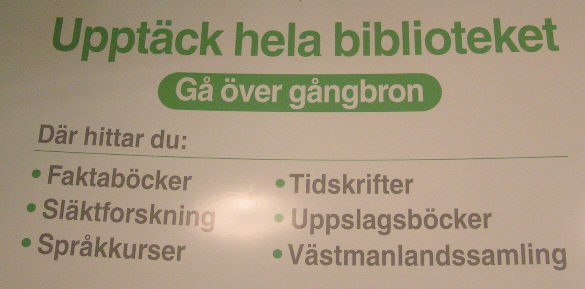 Upptäck hela biblioteket
Gå över gångbron
Där hittar du:
• Faktaböcker
• Släktforskning
• Språkkurser
• Tidskrifter
• Uppslagsböcker
• Västmanlandssamling